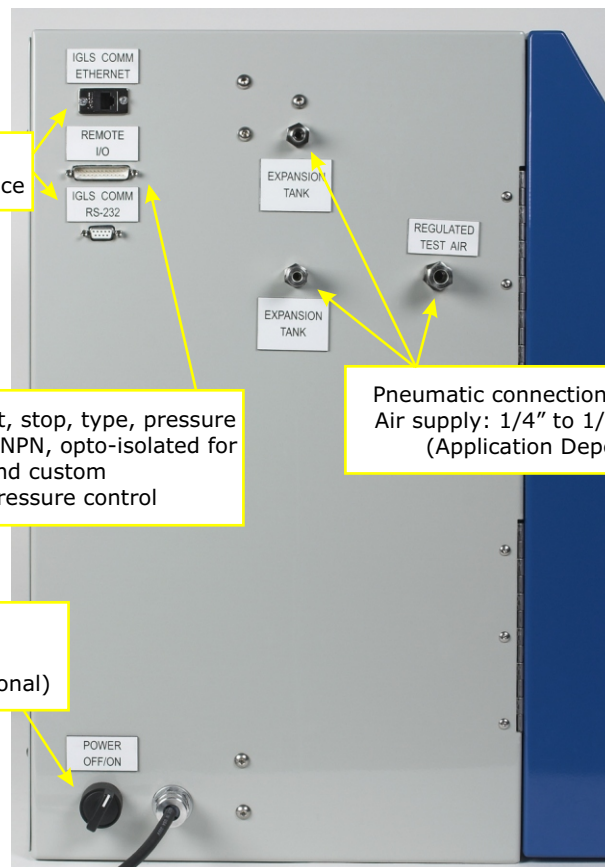 IGLS COMM
ETHERNET
REMOTE
I/O
ce
IGLS COMM
RS-232
EXPANSION
TANK
REGULATED
TEST AIR
EXPANSION
TANK
Pneumatic connection
Air supply: 1/4” to 1/
(Application Depe
t, stop, type, pressure
NPN, opto-isolated for
nd custom
ressure control
onal)
POWER
OFF/ON